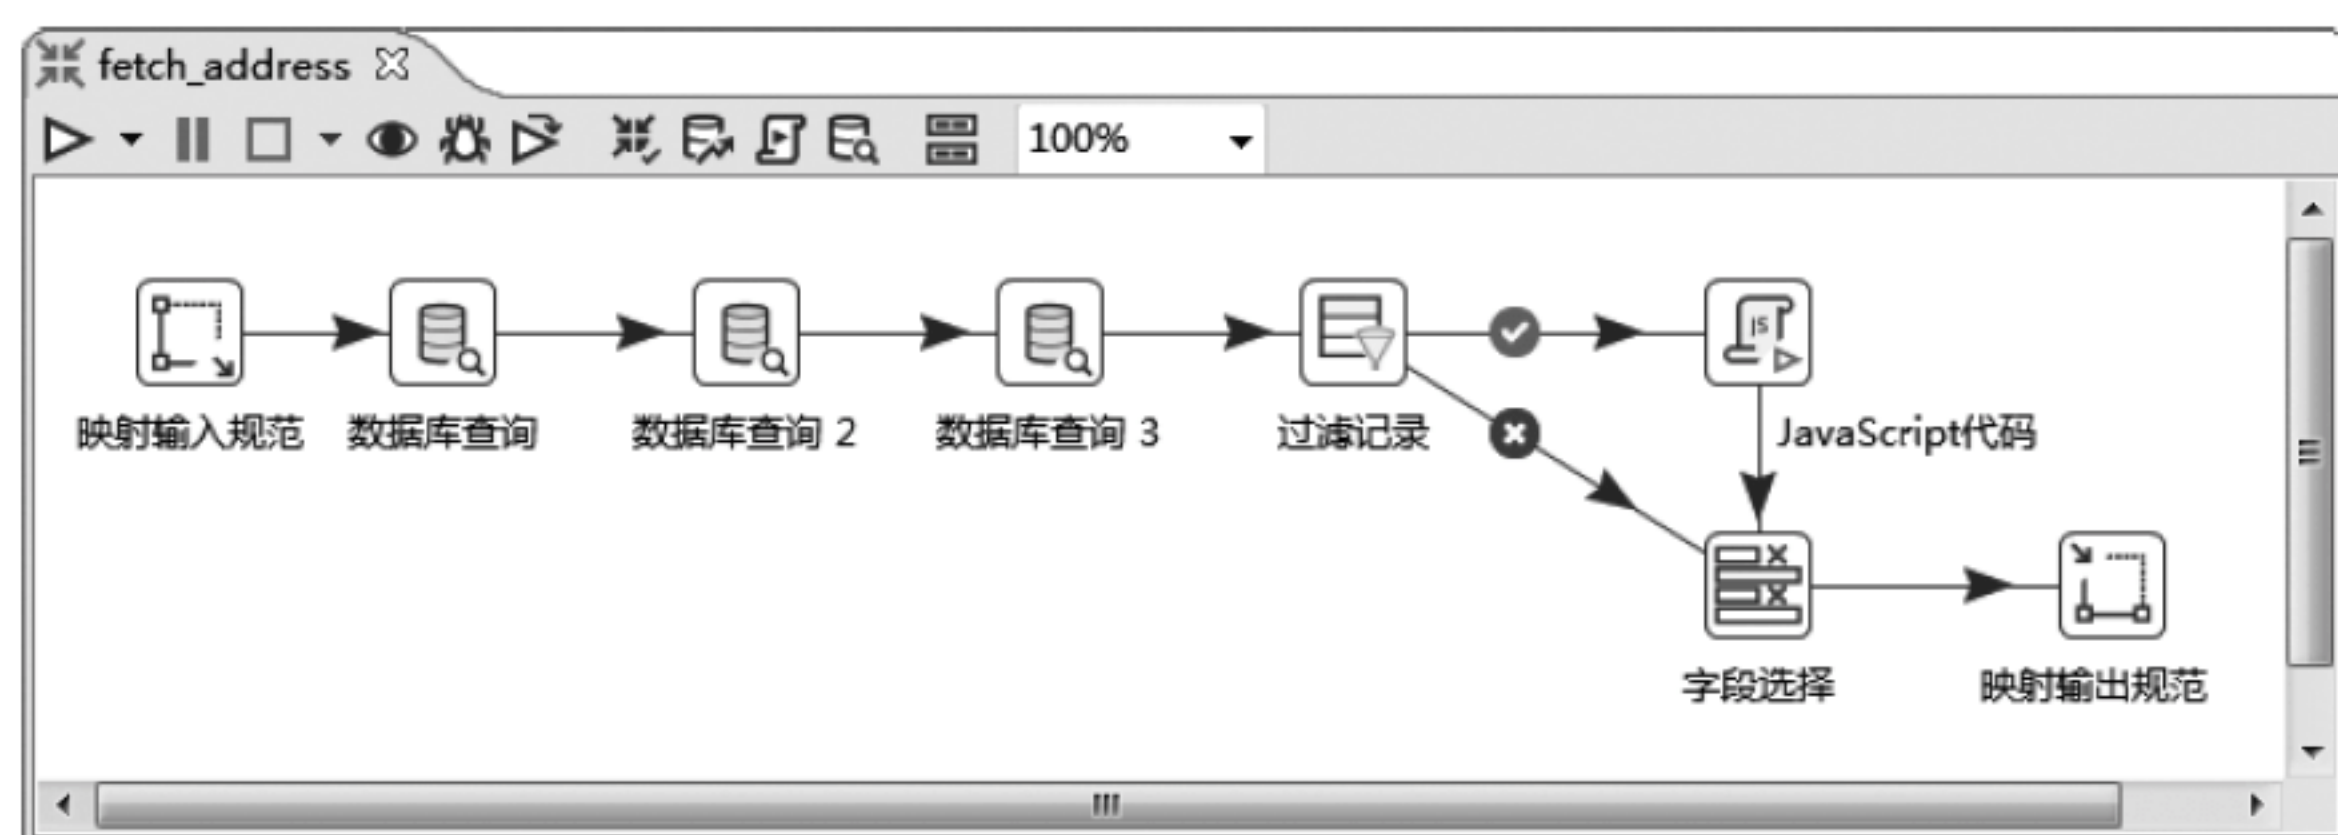 fetch_address
100%
映射输入规范
数据库查询
数据库查询 2
数据库查询 3
过滤记录
JS
JavaScript代码
字段选择
映射输出规范